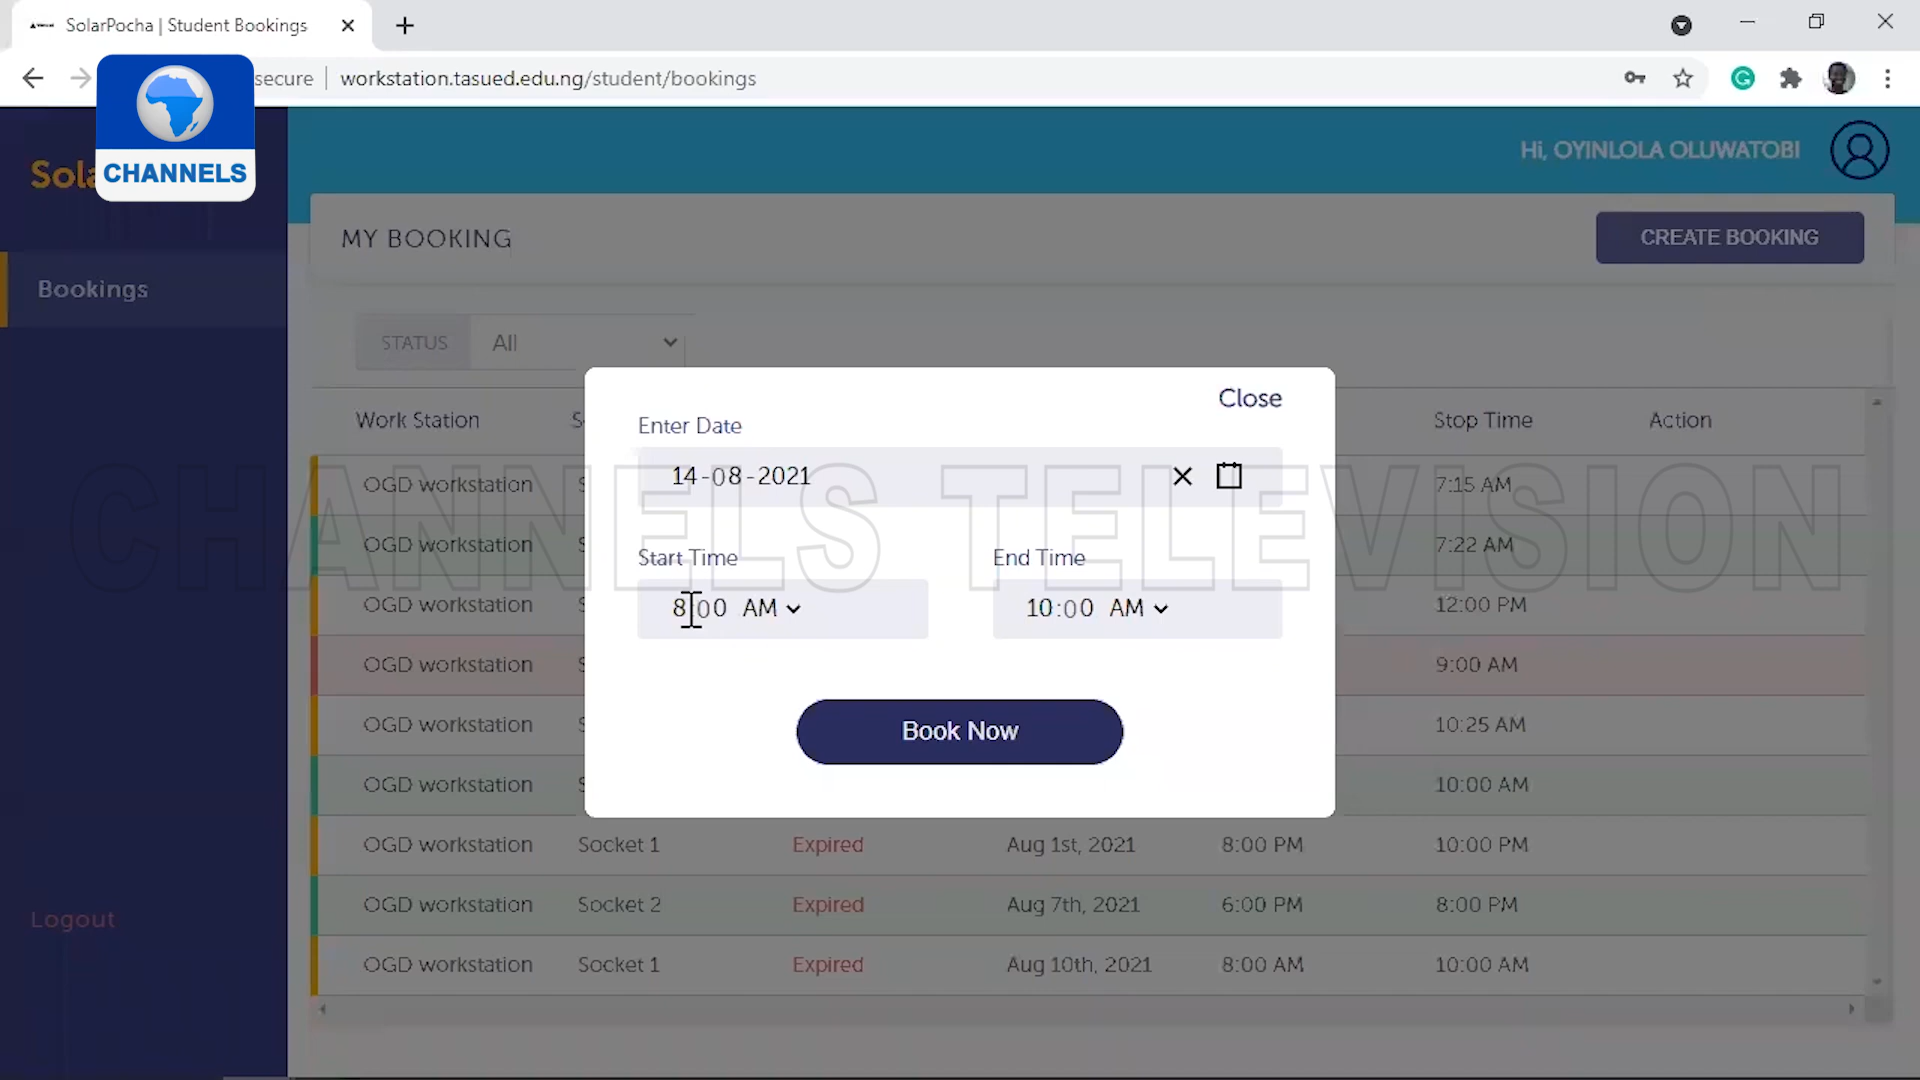 SolarPocha | Student Bookings
secure
workstation.tasued.edu.ng/student/bookings
CHANNELS
Hi, OYINLOLA OLUWATOBI
MY BOOKING
CREATE BOOKING
Bookings
STATUS
All
Close
Enter Date
14-08-2021
Start Time
End Time
8:00 AM
10:00 AM
Book Now
Work Station
Stop Time
Action
OGD workstation
7:15 AM
CHANNELS TELEVISION
OGD workstation
7:22 AM
OGD workstation
12:00 PM
OGD workstation
9:00 AM
OGD workstation
10:25 AM
OGD workstation
10:00 AM
OGD workstation Socket 1 Expired Aug 1st, 2021 8:00 PM 10:00 PM
OGD workstation Socket 2 Expired Aug 7th, 2021 6:00 PM 8:00 PM
OGD workstation Socket 1 Expired Aug 10th, 2021 8:00 AM 10:00 AM
Logout